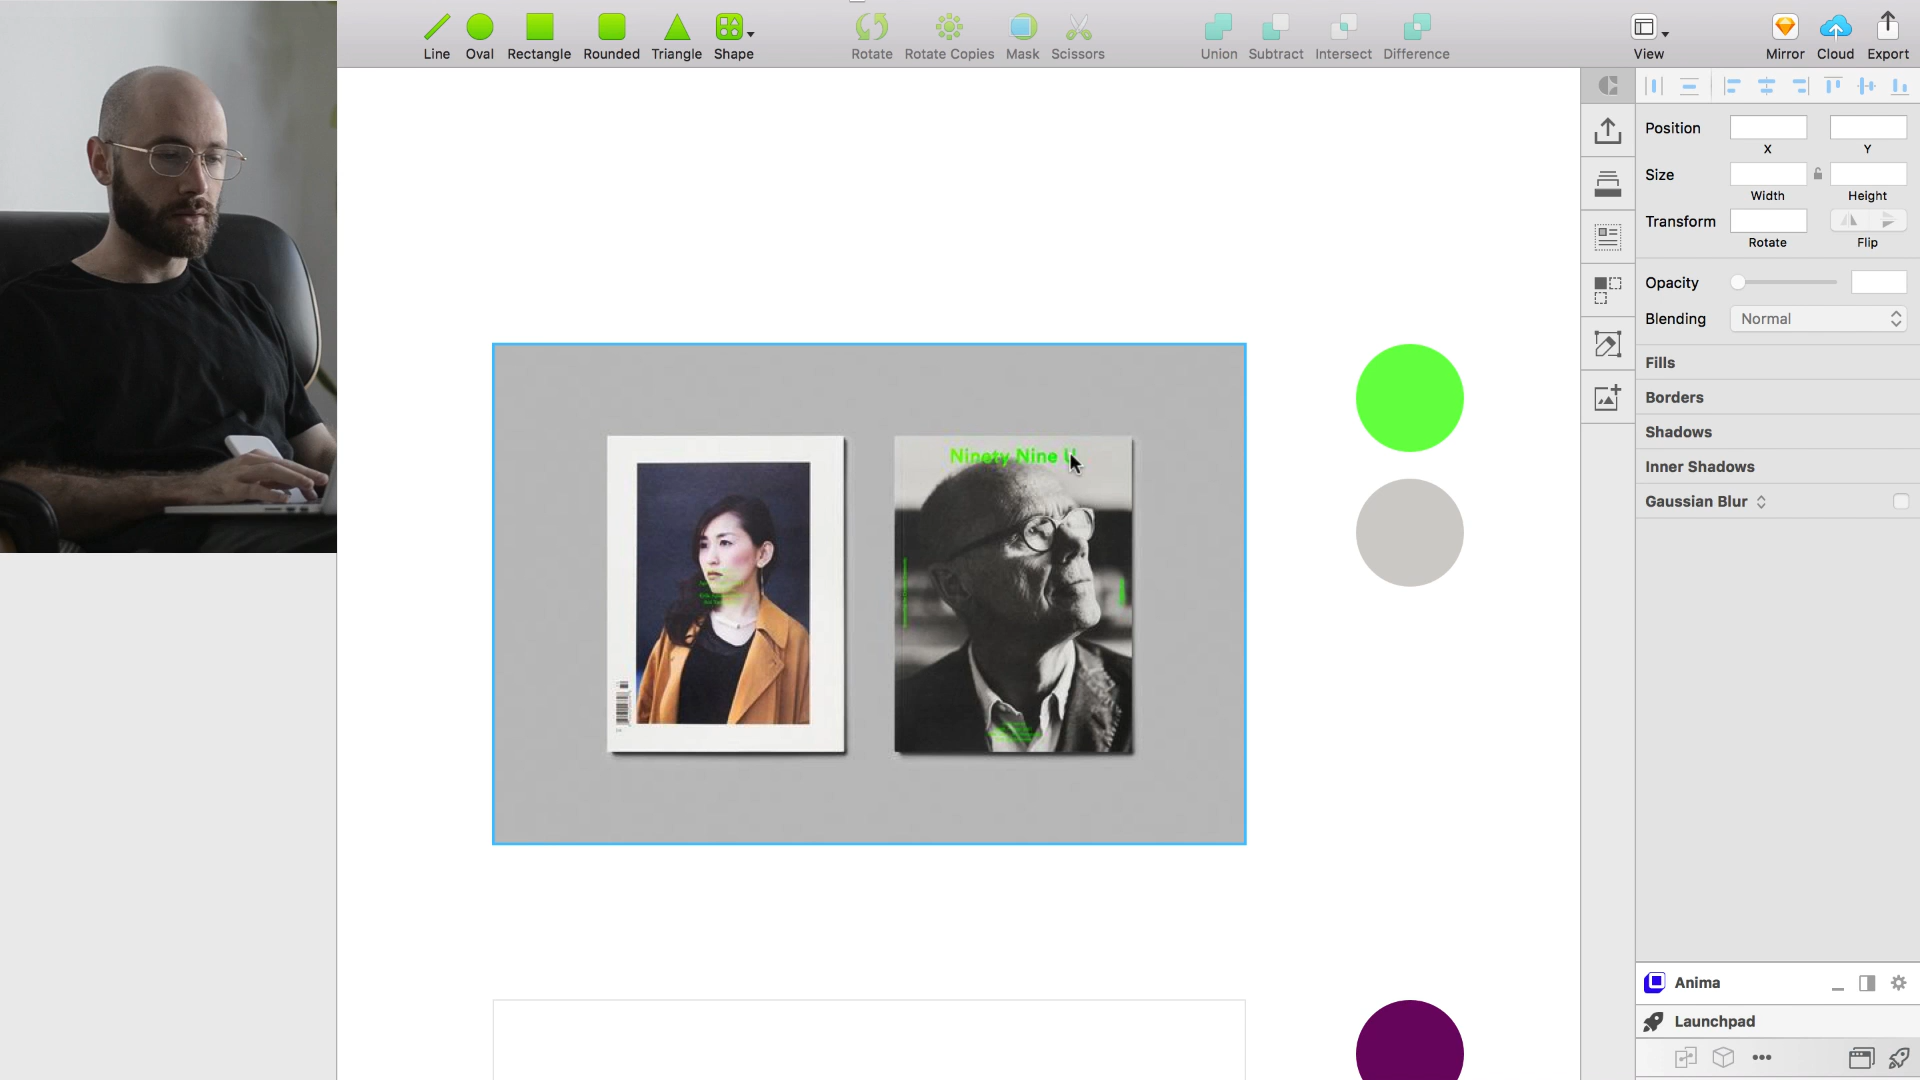 Line Oval Rectangle Rounded Triangle Shape Rotate Rotate Copies Mask Scissors Union Subtract Intersect Difference View Mirror Cloud Export
Position
X Y
Size
Width Height
Transform
Rotate Flip
Opacity
Blending Normal
Fills
Borders
Shadows
Inner Shadows
Gaussian Blur
Ninety Nine U
Anima
Launchpad